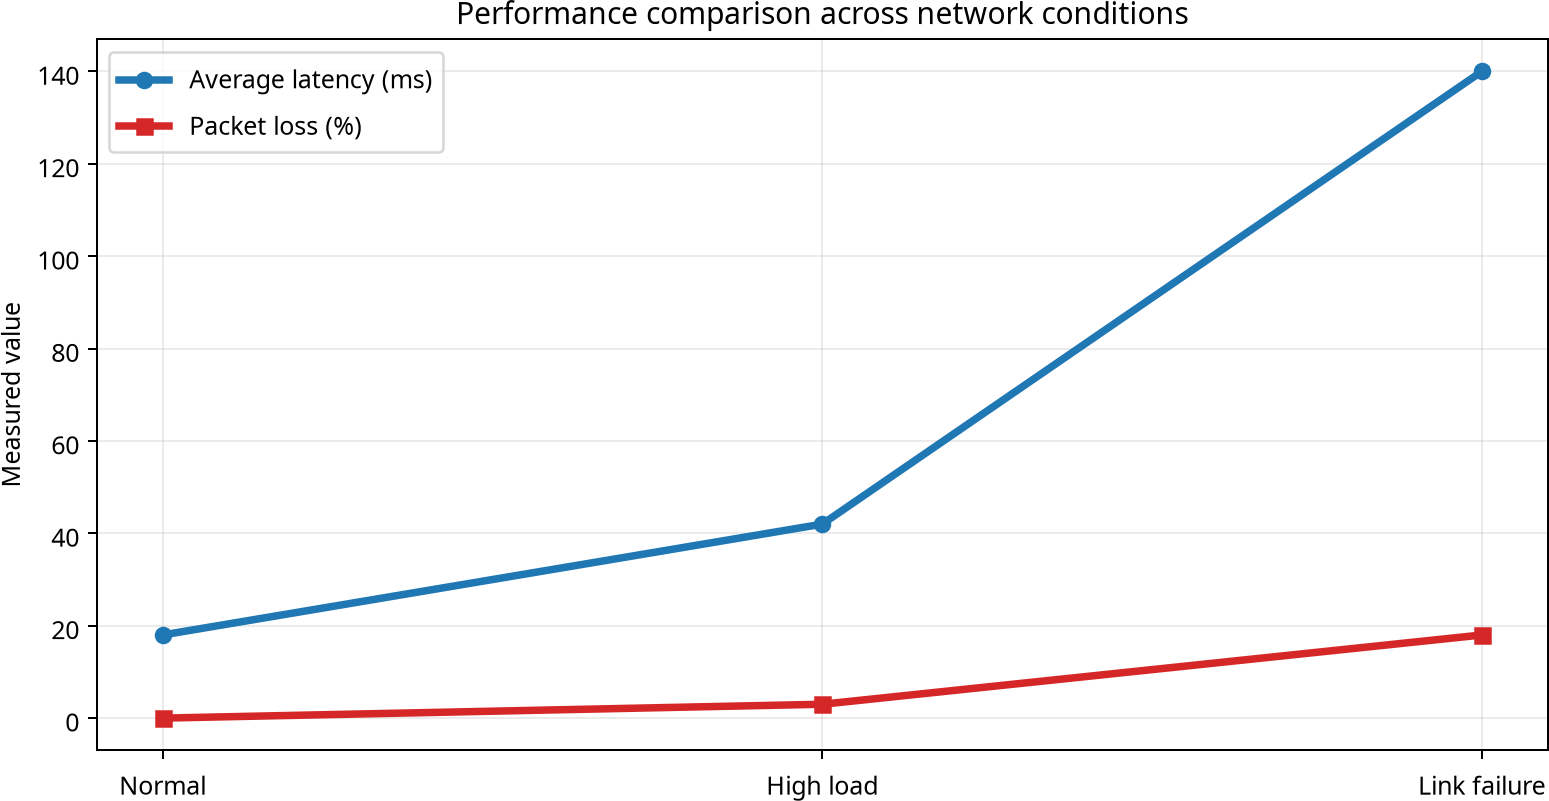 Performance comparison across network conditions
Average latency (ms)
Packet loss (%)
Measured value
140
120
100
80
60
40
20
0
Normal
High load
Link failure